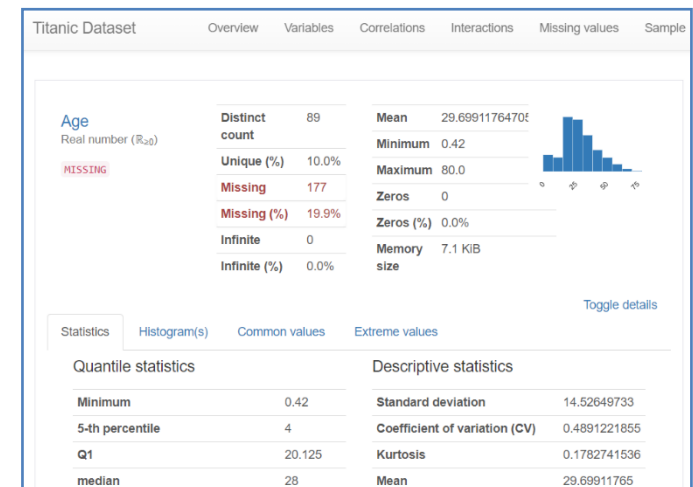 Titanic Dataset Overview Variables Correlations Interactions Missing values Sample
Age
Real number (ℝ≥0)
MISSING
Distinct count 89
Unique (%) 10.0%
Missing 177
Missing (%) 19.9%
Infinite 0
Infinite (%) 0.0%
Mean 29.69911764705
Minimum 0.42
Maximum 80.0
Zeros 0
Zeros (%) 0.0%
Memory size 7.1 KiB
0 25 50 75
Toggle details
Statistics Histogram(s) Common values Extreme values
Quantile statistics
Minimum 0.42
5-th percentile 4
Q1 20.125
median 28
Descriptive statistics
Standard deviation 14.52649733
Coefficient of variation (CV) 0.4891221855
Kurtosis 0.1782741536
Mean 29.69911765